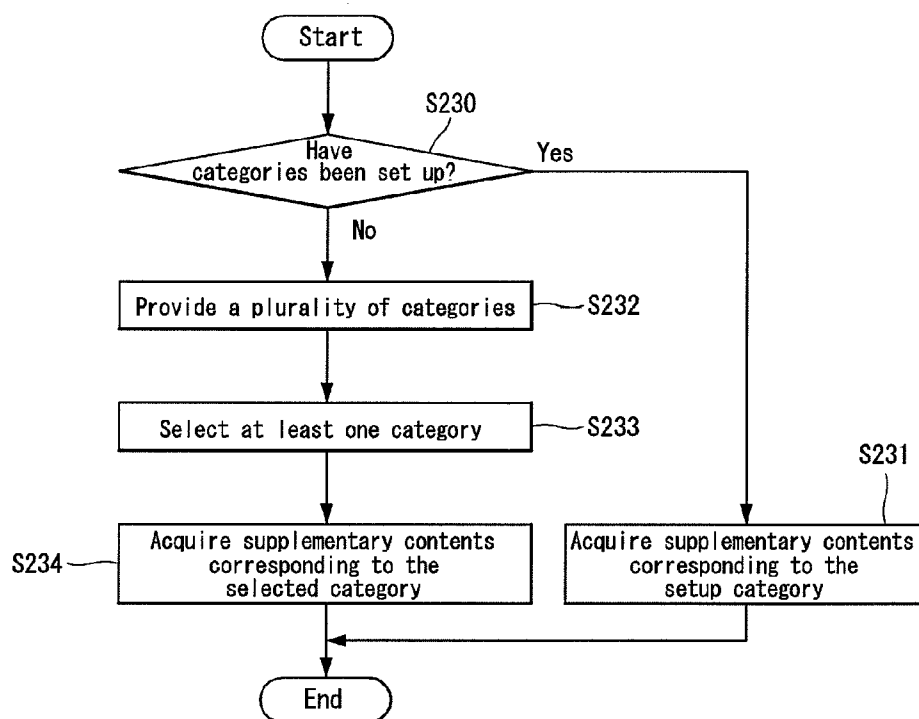 Start
S230
Have
categories been set up?
Yes
No
Provide a plurality of categories
S232
Select at least one category
S233
S231
S234
Acquire supplementary contents
corresponding to the
selected category
Acquire supplementary contents
corresponding to the
setup category
End